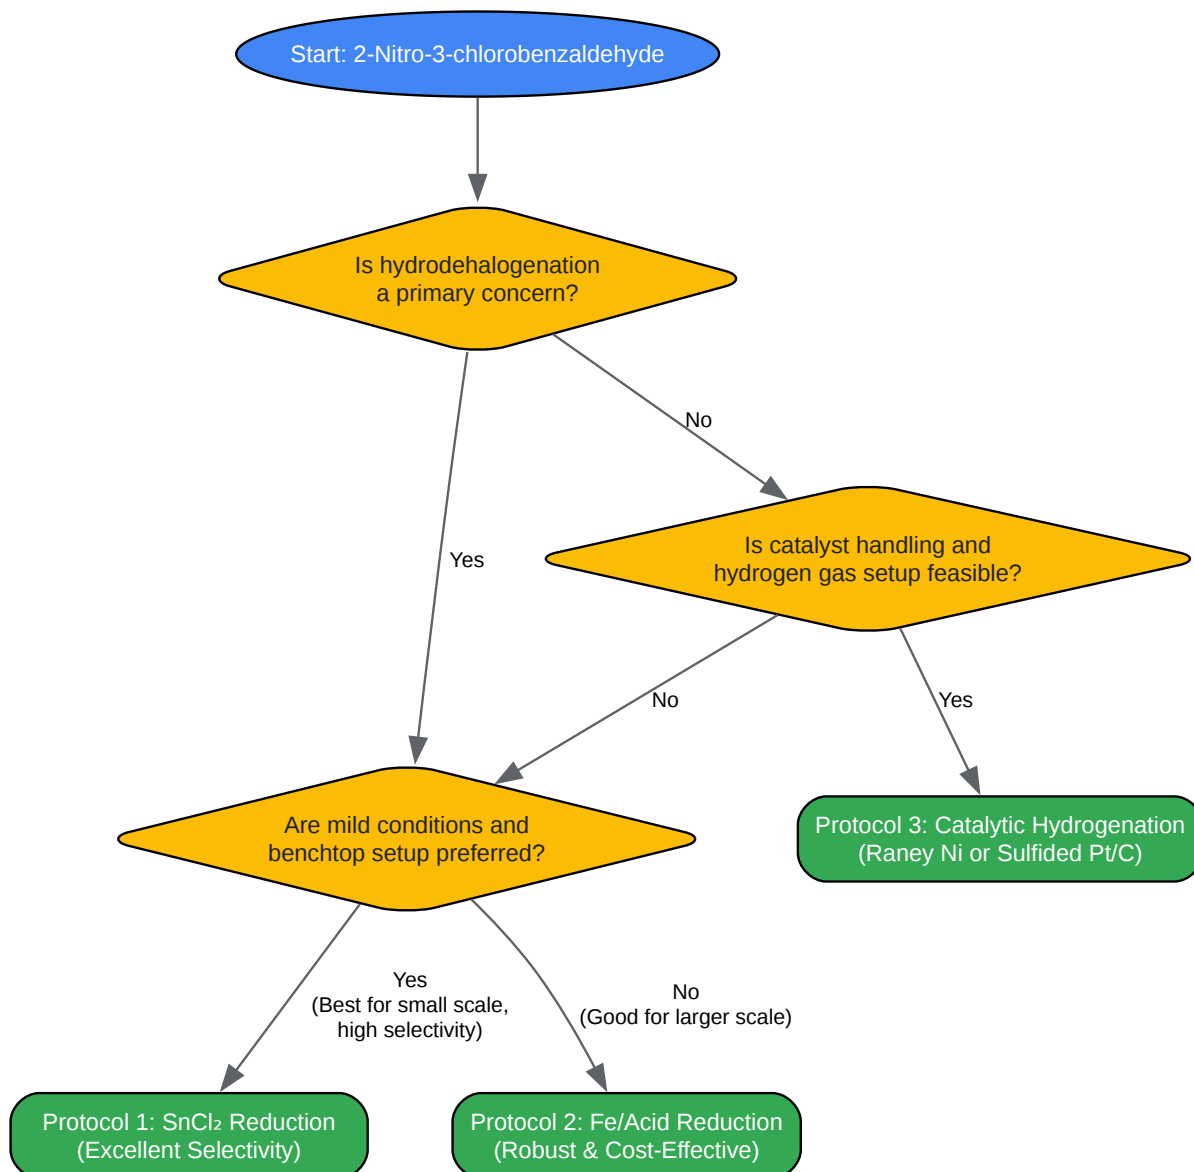 Start: 2-Nitro-3-chlorobenzaldehyde
Is hydrodehalogenation
a primary concern?
No
Yes
Is catalyst handling and
hydrogen gas setup feasible?
No
Yes
Are mild conditions and
benchtop setup preferred?
Protocol 3: Catalytic Hydrogenation
(Raney Ni or Sulfided Pt/C)
Yes
(Best for small scale,
high selectivity)
No
(Good for larger scale)
Protocol 1: SnCl₂ Reduction
(Excellent Selectivity)
Protocol 2: Fe/Acid Reduction
(Robust & Cost-Effective)